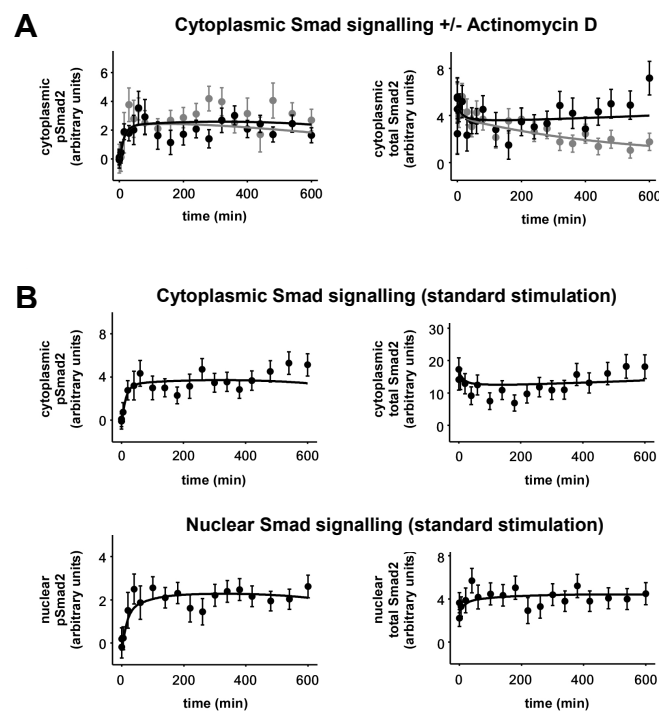 A
Cytoplasmic Smad signalling +/- Actinomycin D
cytoplasmic
pSmad2
(arbitrary units)
6
4
2
0
0 200 400 600
time (min)
cytoplasmic
total Smad2
(arbitrary units)
8
4
0
0 200 400 600
time (min)
B
Cytoplasmic Smad signalling (standard stimulation)
cytoplasmic
pSmad2
(arbitrary units)
8
4
0
0 200 400 600
time (min)
cytoplasmic
total Smad2
(arbitrary units)
30
20
10
0
0 200 400 600
time (min)
Nuclear Smad signalling (standard stimulation)
nuclear
pSmad2
(arbitrary units)
4
2
0
0 200 400 600
time (min)
nuclear
total Smad2
(arbitrary units)
8
4
0
0 200 400 600
time (min)